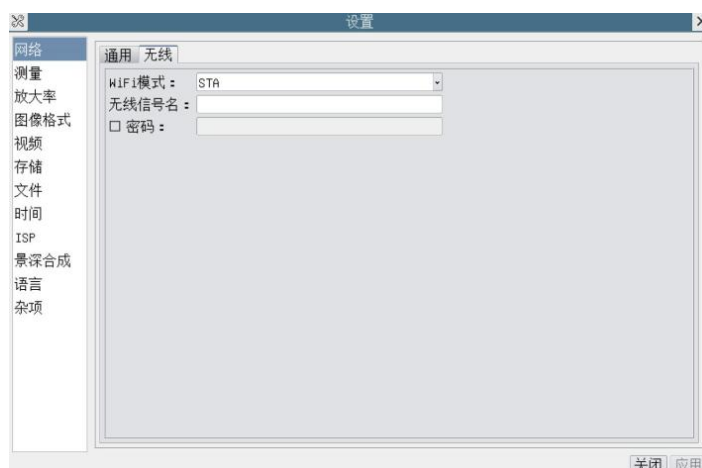 设置
网络
测量
放大率
图像格式
视频
存储
文件
时间
ISP
景深合成
语言
杂项
通用 无线
WiFi模式： STA
无线信号名：
密码：
关闭 应用